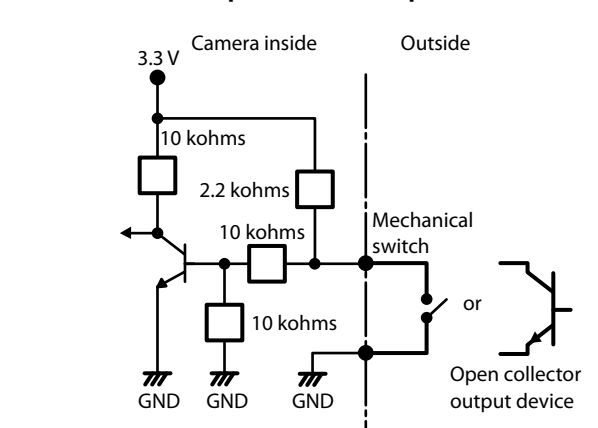 Camera inside
Outside
3.3 V
10 kohms
2.2 kohms
10 kohms
Mechanical
switch
or
10 kohms
GND
GND
GND
Open collector
output device